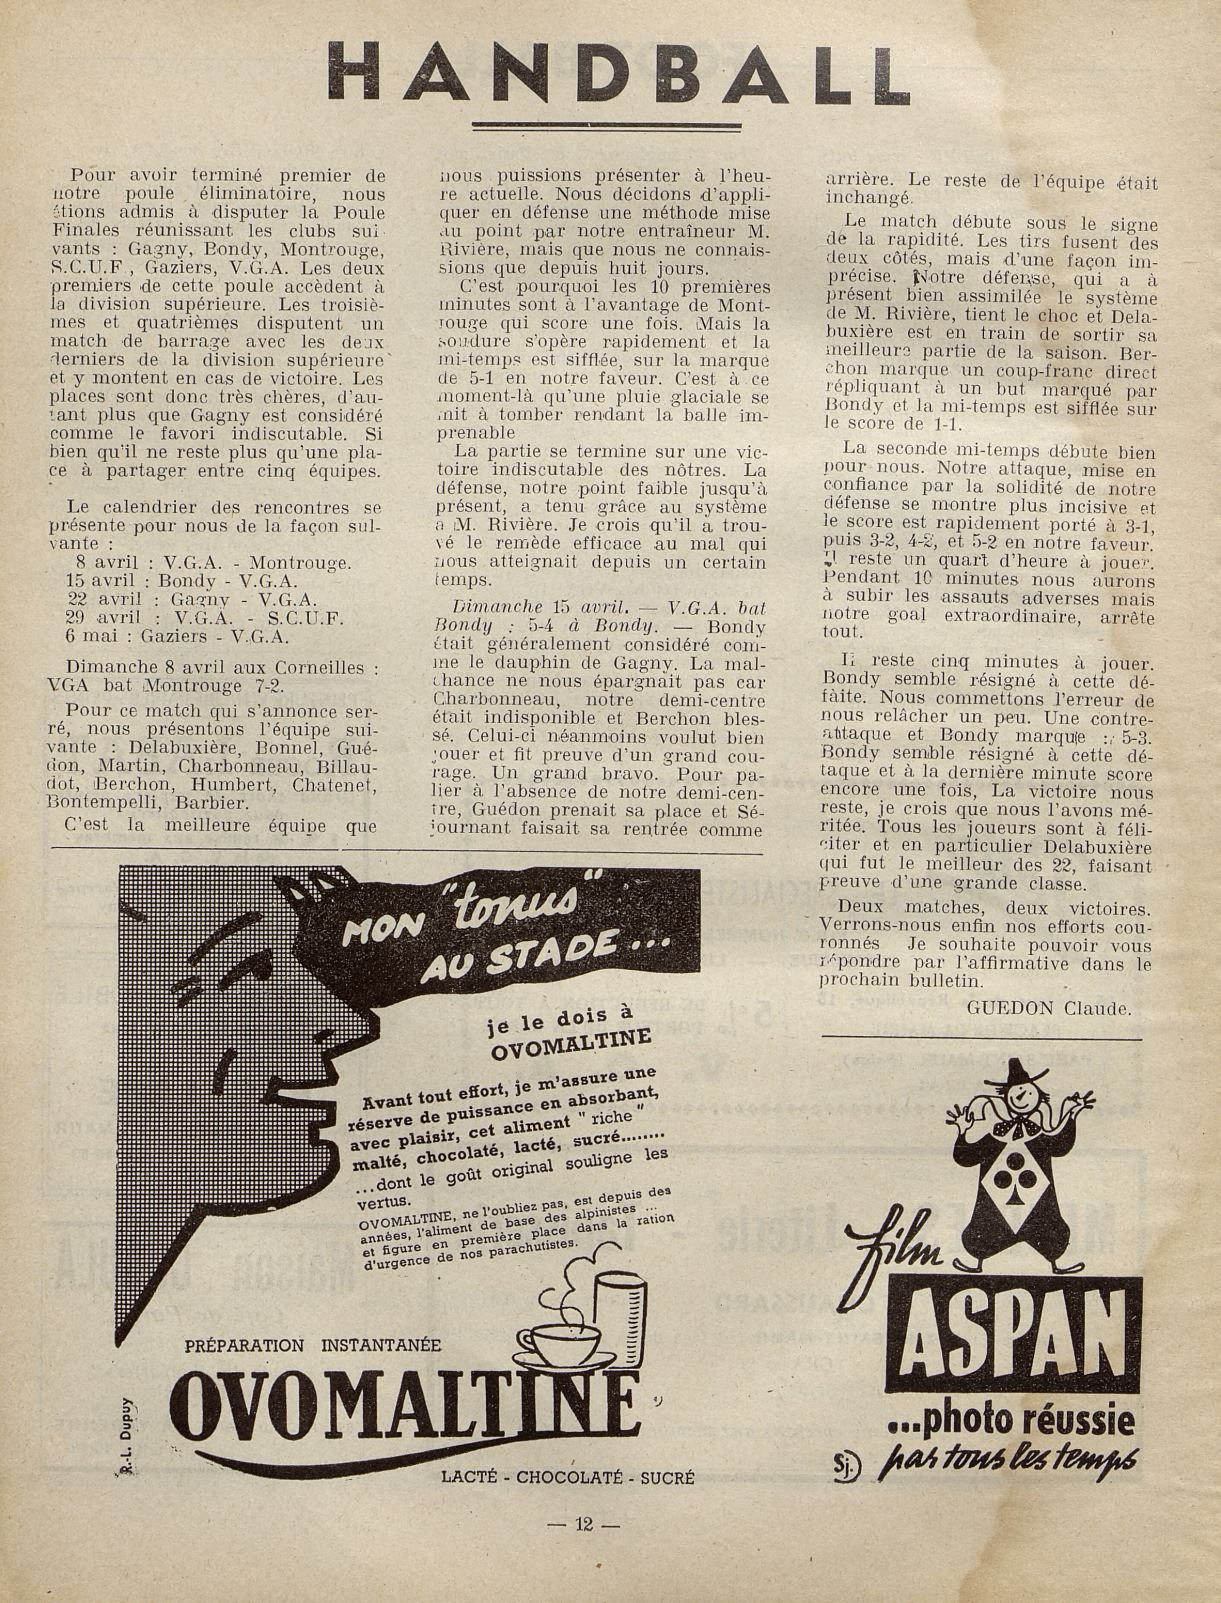 HANDBALL
Pour avoir terminé premier de
notre poule éliminatoire, nous
étions admis à disputer la Poule
Finales réunissant les clubs sui
vants : Gagny, Bondy, Montrouge,
S.C.U.F., Gaziers, V.G.A. Les deux
premiers de cette poule accèdent à
la division supérieure. Les troisiè-
mes et quatrièmes disputent un
match de barrage avec les deux
derniers de la division supérieure
et y montent en cas de victoire. Les
places sont donc très chères, d'au-
tant plus que Gagny est considéré
comme le favori indiscutable. Si
bien qu'il ne reste plus qu'une pla-
ce à partager entre cinq équipes.
Le calendrier des rencontres se
présente pour nous de la façon sui-
vante :
8 avril : V.G.A. - Montrouge.
15 avril : Bondy - V.G.A.
22 avril : Gagny - V.G.A.
29 avril : V.G.A. - S.C.U.F.
6 mai : Gaziers - V.G.A.
Dimanche 8 avril aux Corneilles :
VGA bat Montrouge 7-2.
Pour ce match qui s'annonce ser-
ré, nous présentons l'équipe sui-
vante : Delabuxière, Bonnel, Gué-
don, Martin, Charbonneau, Billau-
dot, Berchon, Humbert, Chatenet,
Bontempelli, Barbier.
C'est la meilleure équipe que
nous puissions présenter à l'heu-
re actuelle. Nous décidons d'appli-
quer en défense une méthode mise
au point par notre entraîneur M.
Rivière, mais que nous ne connais-
sions que depuis huit jours.
C'est pourquoi les 10 premières
minutes sont à l'avantage de Mont-
rouge qui score une fois. Mais la
soudure s'opère rapidement et la
mi-temps est sifflée, sur la marque
de 5-1 en notre faveur. C'est à ce
moment-là qu'une pluie glaciale se
mit à tomber rendant la balle im-
prenable
La partie se termine sur une vic-
toire indiscutable des nôtres. La
défense, notre point faible jusqu'à
présent, a tenu grâce au système
a M. Rivière. Je crois qu'il a trou-
vé le remède efficace au mal qui
nous atteignait depuis un certain
temps.
Dimanche 15 avril. — V.G.A. bat
Bondy : 5-4 à Bondy. — Bondy
était généralement considéré com-
me le dauphin de Gagny. La mal-
chance ne nous épargnait pas car
Charbonneau, notre demi-centre
était indisponible et Berchon bles-
sé. Celui-ci néanmoins voulut bien
jouer et fit preuve d'un grand cou-
rage. Un grand bravo. Pour pa-
lier à l'absence de notre demi-cen-
tre, Guédon prenait sa place et Sé-
journant faisait sa rentrée comme
arrière. Le reste de l'équipe était
inchangé.
Le match débute sous le signe
de la rapidité. Les tirs fusent des
deux côtés, mais d'une façon im-
précise. Notre défense, qui a à
présent bien assimilée le système
de M. Rivière, tient le choc et Dela-
buxière est en train de sortir sa
meilleure partie de la saison. Ber-
chon marque un coup-franc direct
répliquant à un but marqué par
Bondy et la mi-temps est sifflée sur
le score de 1-1.
La seconde mi-temps débute bien
pour nous. Notre attaque, mise en
confiance par la solidité de notre
défense se montre plus incisive et
le score est rapidement porté à 3-1,
puis 3-2, 4-2, et 5-2 en notre faveur.
Il reste un quart d'heure à jouer.
Pendant 10 minutes nous aurons
à subir les assauts adverses mais
notre goal extraordinaire, arrête
tout.
Il reste cinq minutes à jouer.
Bondy semble résigné à cette dé-
faite. Nous commettons l'erreur de
nous relâcher un peu. Une contre-
attaque et Bondy marque : 5-3.
Bondy semble résigné à cette dé-
taque et à la dernière minute score
encore une fois, La victoire nous
reste, je crois que nous l'avons mé-
ritée. Tous les joueurs sont à féli-
citer et en particulier Delabuxière
qui fut le meilleur des 22, faisant
preuve d'une grande classe.
Deux matches, deux victoires.
Verrons-nous enfin nos efforts cou-
ronnés Je souhaite pouvoir vous
répondre par l'affirmative dans le
prochain bulletin.
GUEDON Claude.
MON "tonus"
AU STADE ...
je le dois à
OVOMALTINE
Avant tout effort, je m'assure une
réserve de puissance en absorbant,
avec plaisir, cet aliment "riche"
malté, chocolaté, lacté, sucré........
...dont le goût original souligne les
vertus.
OVOMALTINE, ne l'oubliez pas, est depuis des
années, l'aliment de base des alpinistes ...
et figure en première place dans la ration
d'urgence de nos parachutistes.
PRÉPARATION INSTANTANÉE
OVOMALTINE
LACTÉ - CHOCOLATÉ - SUCRÉ
R.-L. Dupuy
film
ASPAN
...photo réussie
par tous les temps
Sj.
— 12 —